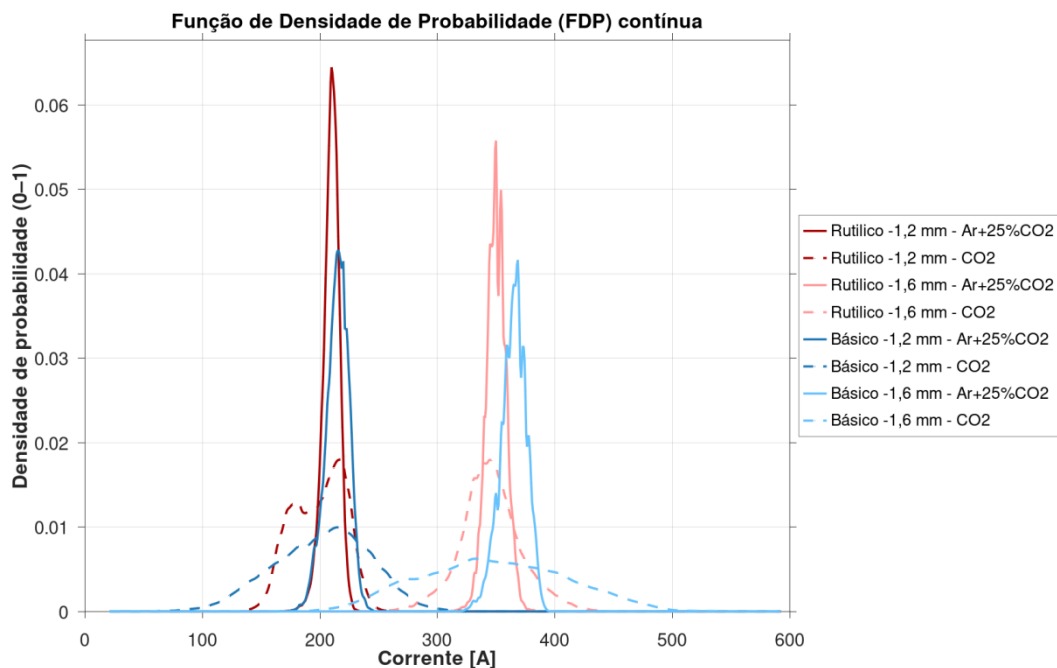 Função de Densidade de Probabilidade (FDP) contínua
Densidade de probabilidade (0–1)
0.06
0.05
0.04
0.03
0.02
0.01
0
0 100 200 300 400 500 600
Corrente [A]
Rutilico -1,2 mm - Ar+25%CO2
Rutilico -1,2 mm - CO2
Rutilico -1,6 mm - Ar+25%CO2
Rutilico -1,6 mm - CO2
Básico -1,2 mm - Ar+25%CO2
Básico -1,2 mm - CO2
Básico -1,6 mm - Ar+25%CO2
Básico -1,6 mm - CO2